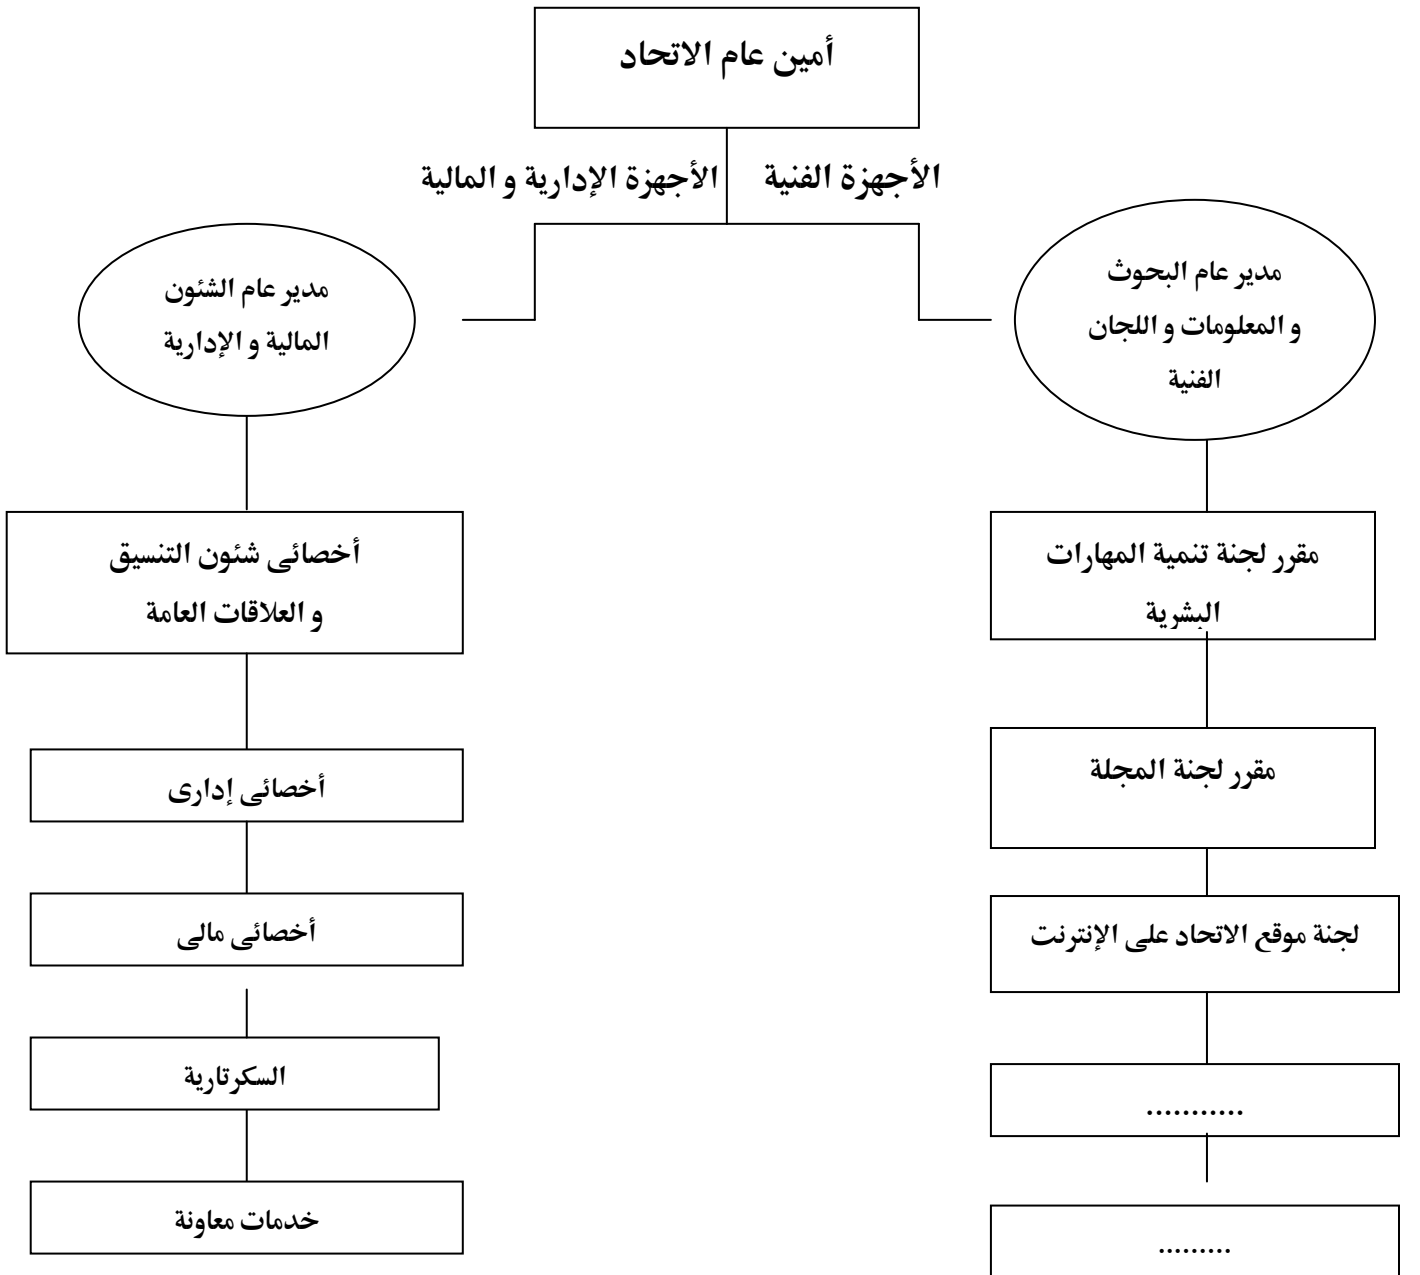 أمين عام الاتحاد
الأجهزة الفنية
الأجهزة الإدارية و المالية
مدير عام البحوث
و المعلومات و اللجان
الفنية
مدير عام الشئون
المالية و الإدارية
مقرر لجنة تنمية المهارات
البشرية
أخصائى شئون التنسيق
و العلاقات العامة
مقرر لجنة المجلة
أخصائى إدارى
لجنة موقع الاتحاد على الإنترنت
أخصائى مالى
...........
السكرتارية
.........
خدمات معاونة